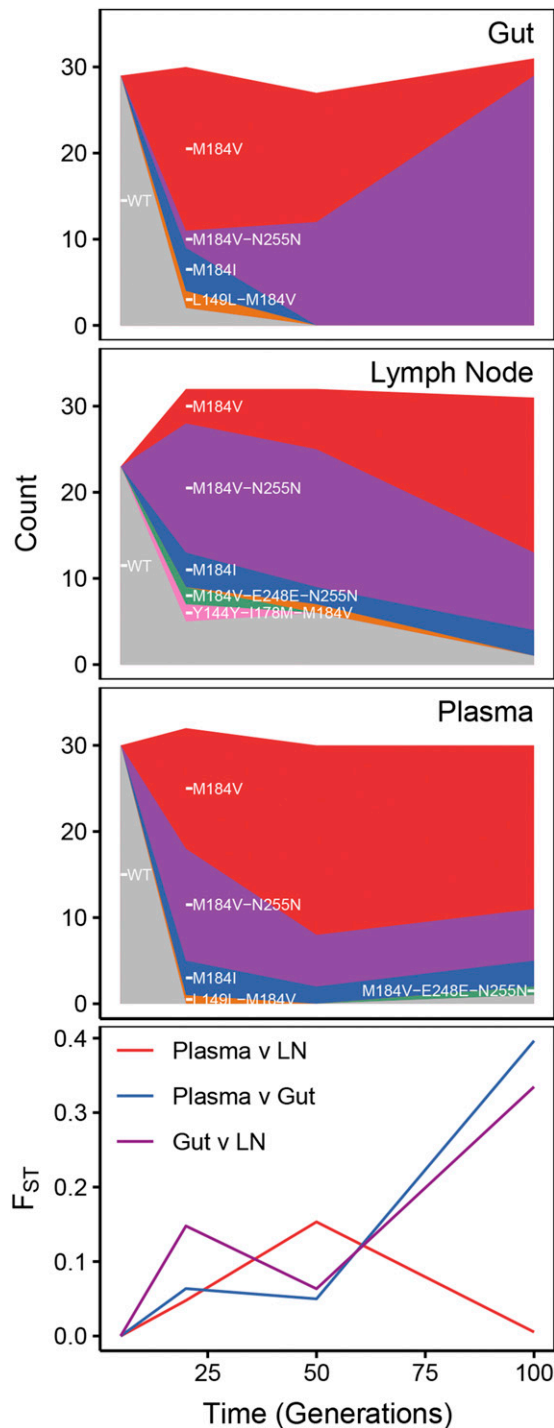 Gut
30
20
10
0
M184V
WT
M184V−N255N
M184I
L149L−M184V
Lymph Node
30
20
10
0
Count
M184V
M184V−N255N
WT
M184I
M184V−E248E−N255N
Y144Y−I178M−M184V
Plasma
30
20
10
0
M184V
WT
M184V−N255N
M184I
L149L−M184V
M184V−E248E−N255N
0.4
0.3
0.2
0.1
0.0
FST
Plasma v LN
Plasma v Gut
Gut v LN
25 50 75 100
Time (Generations)